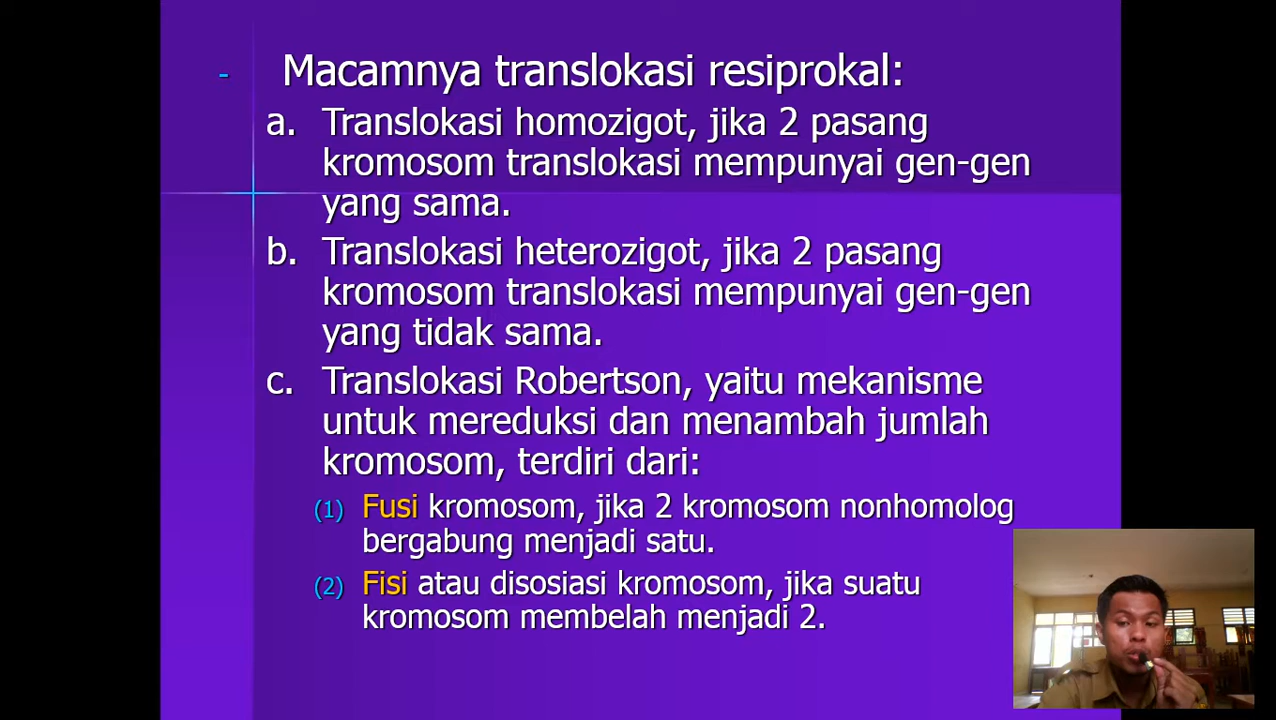 - Macamnya translokasi resiprokal:
a. Translokasi homozigot, jika 2 pasang
kromosom translokasi mempunyai gen-gen
yang sama.
b. Translokasi heterozigot, jika 2 pasang
kromosom translokasi mempunyai gen-gen
yang tidak sama.
c. Translokasi Robertson, yaitu mekanisme
untuk mereduksi dan menambah jumlah
kromosom, terdiri dari:
(1) Fusi kromosom, jika 2 kromosom nonhomolog
bergabung menjadi satu.
(2) Fisi atau disosiasi kromosom, jika suatu
kromosom membelah menjadi 2.